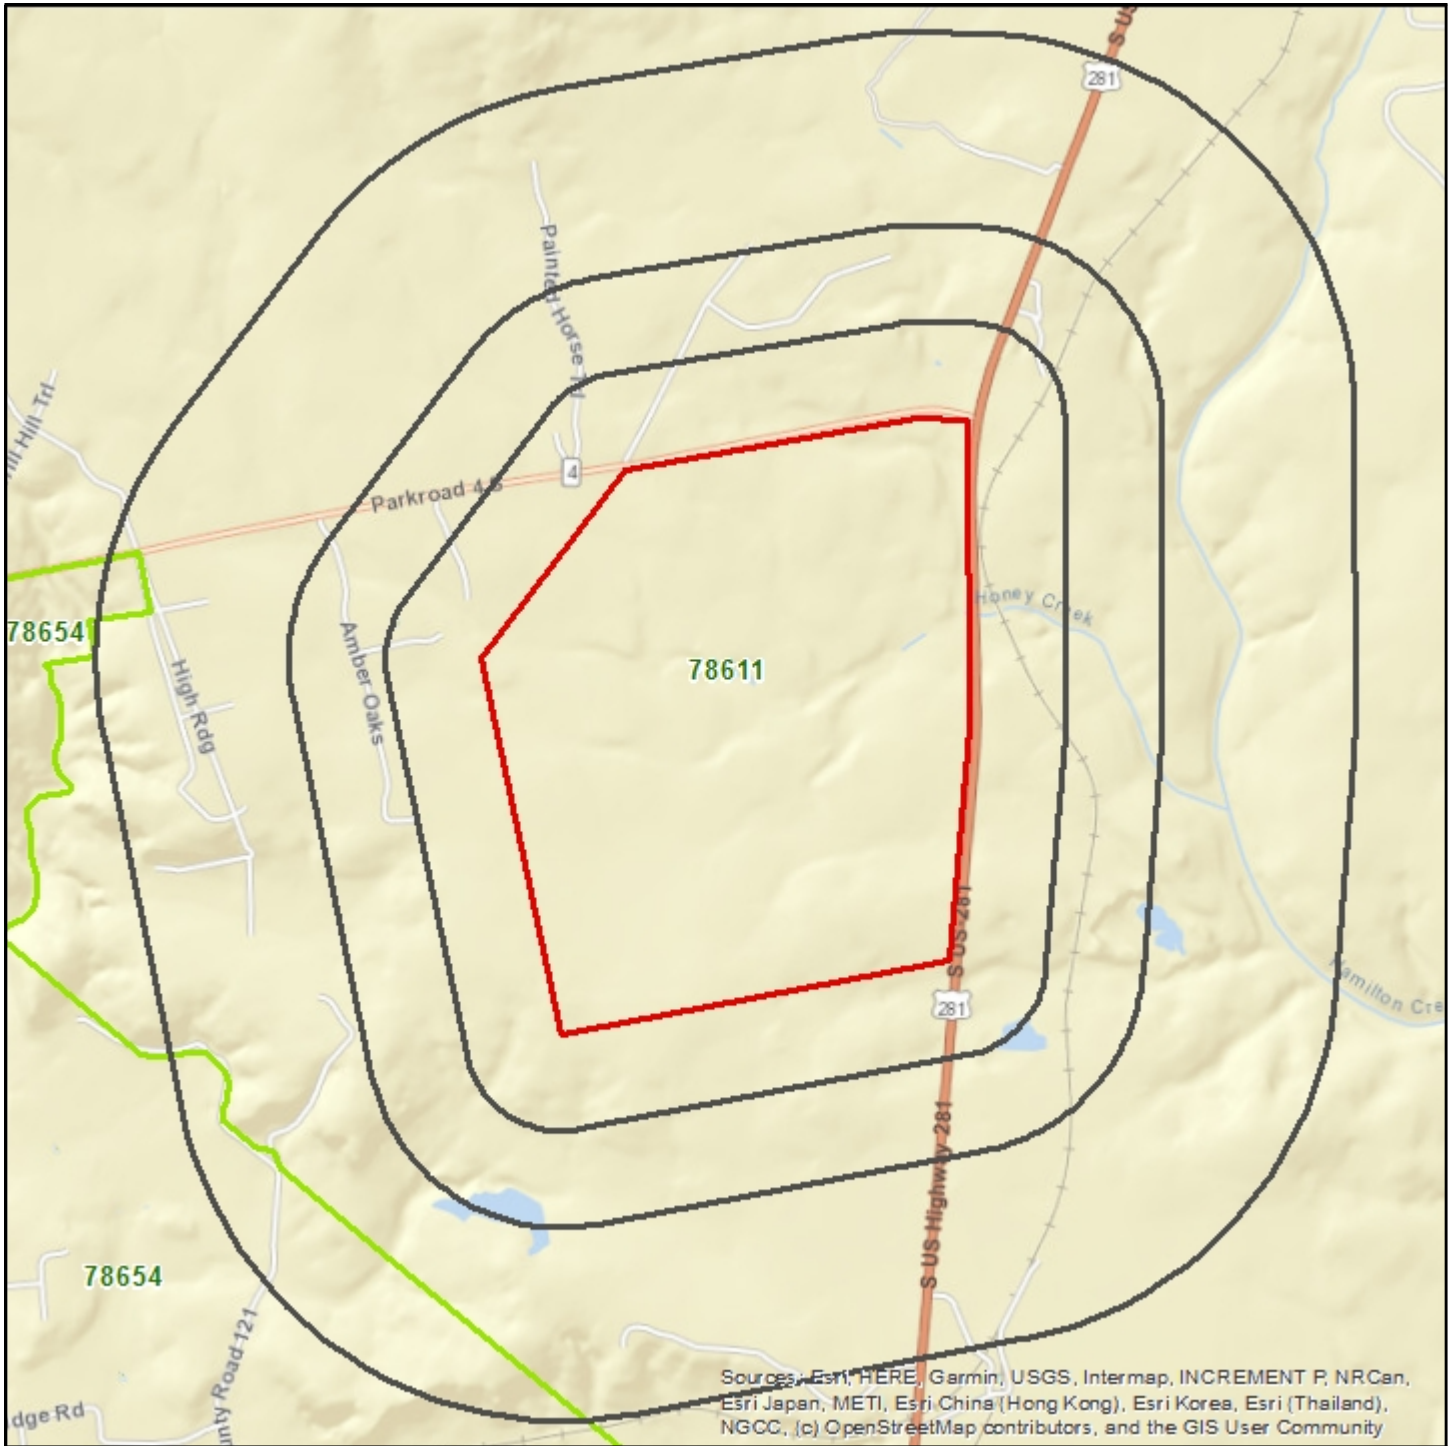 S US
281
Painted Horse Trl
ill Hill Trl
4
Parkroad 4 S
Honey Creek
78654
78611
Amber Oaks
High Rdg
S US-281
281
Hamilton Cre
S US Highway 281
78654
unty Road 121
idge Rd
Sources: Esri, HERE, Garmin, USGS, Intermap, INCREMENT P, NRCan,
Esri Japan, METI, Esri China (Hong Kong), Esri Korea, Esri (Thailand),
NGCC, (c) OpenStreetMap contributors, and the GIS User Community